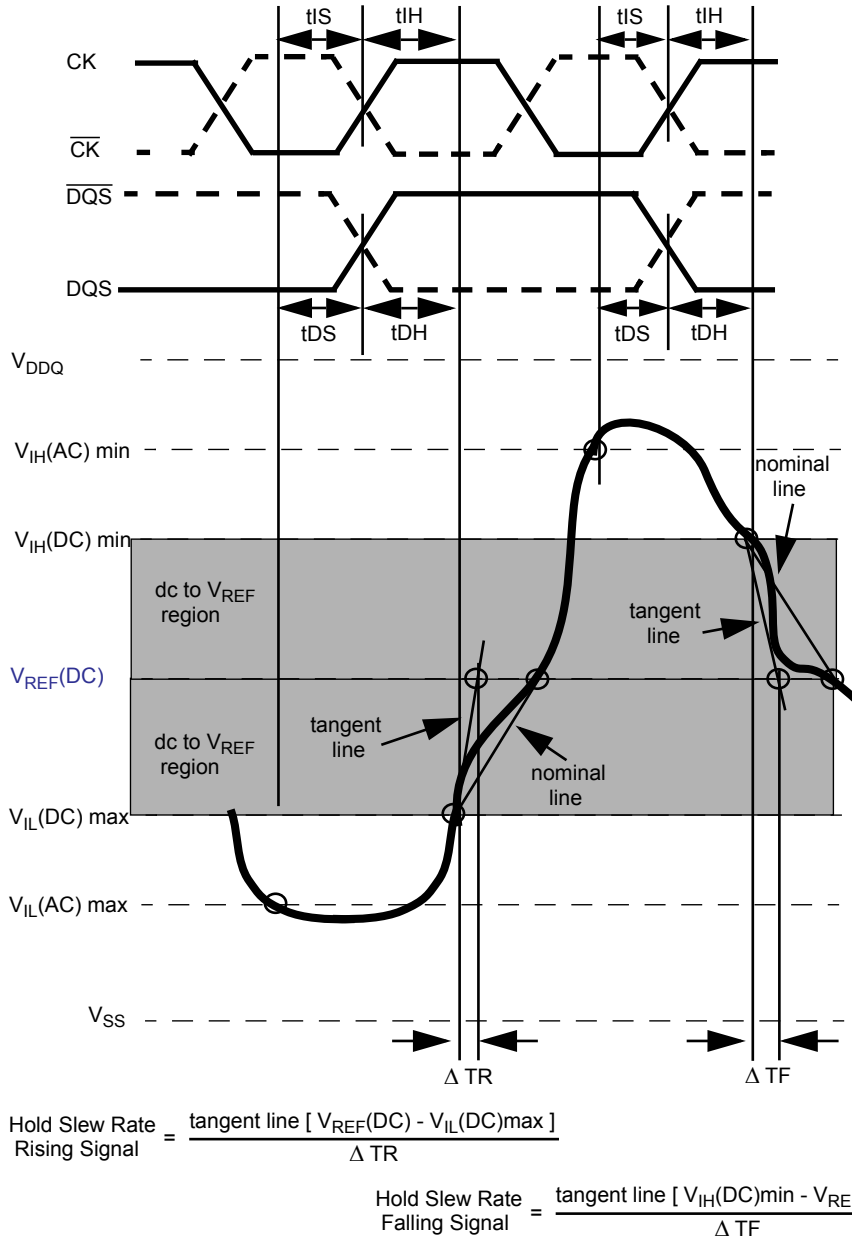 tIS tIH tIS tIH
CK
CK
DQS
DQS
tDS tDH tDS tDH
VDDQ
VIH(AC) min
nominal
line
VIH(DC) min
dc to VREF
region
tangent
line
VREF(DC)
tangent
line
dc to VREF
region
nominal
line
VIL(DC) max
VIL(AC) max
VSS
Δ TR Δ TF
Hold Slew Rate
Rising Signal = tangent line [ VREF(DC) - VIL(DC)max ]
Δ TR
Hold Slew Rate
Falling Signal = tangent line [ VIH(DC)min - VRE
Δ TF